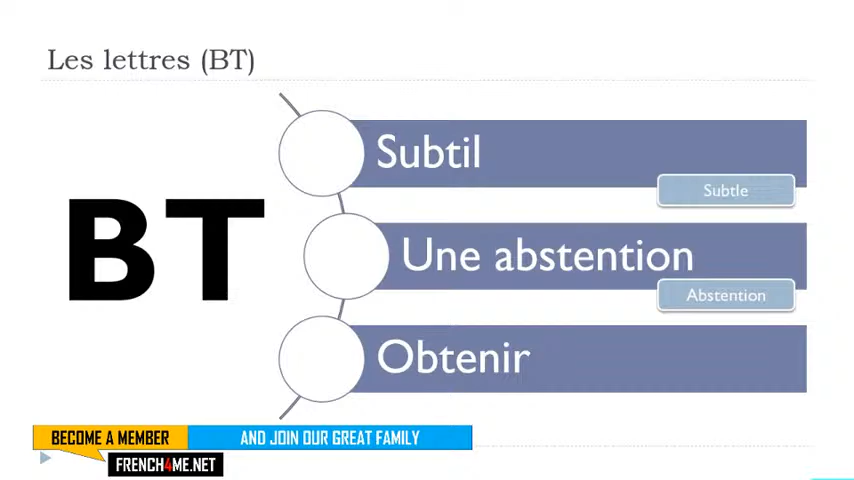 Les lettres (BT)
BT
Subtil
Subtle
Une abstention
Abstention
Obtenir
BECOME A MEMBER
AND JOIN OUR GREAT FAMILY
FRENCH4ME.NET